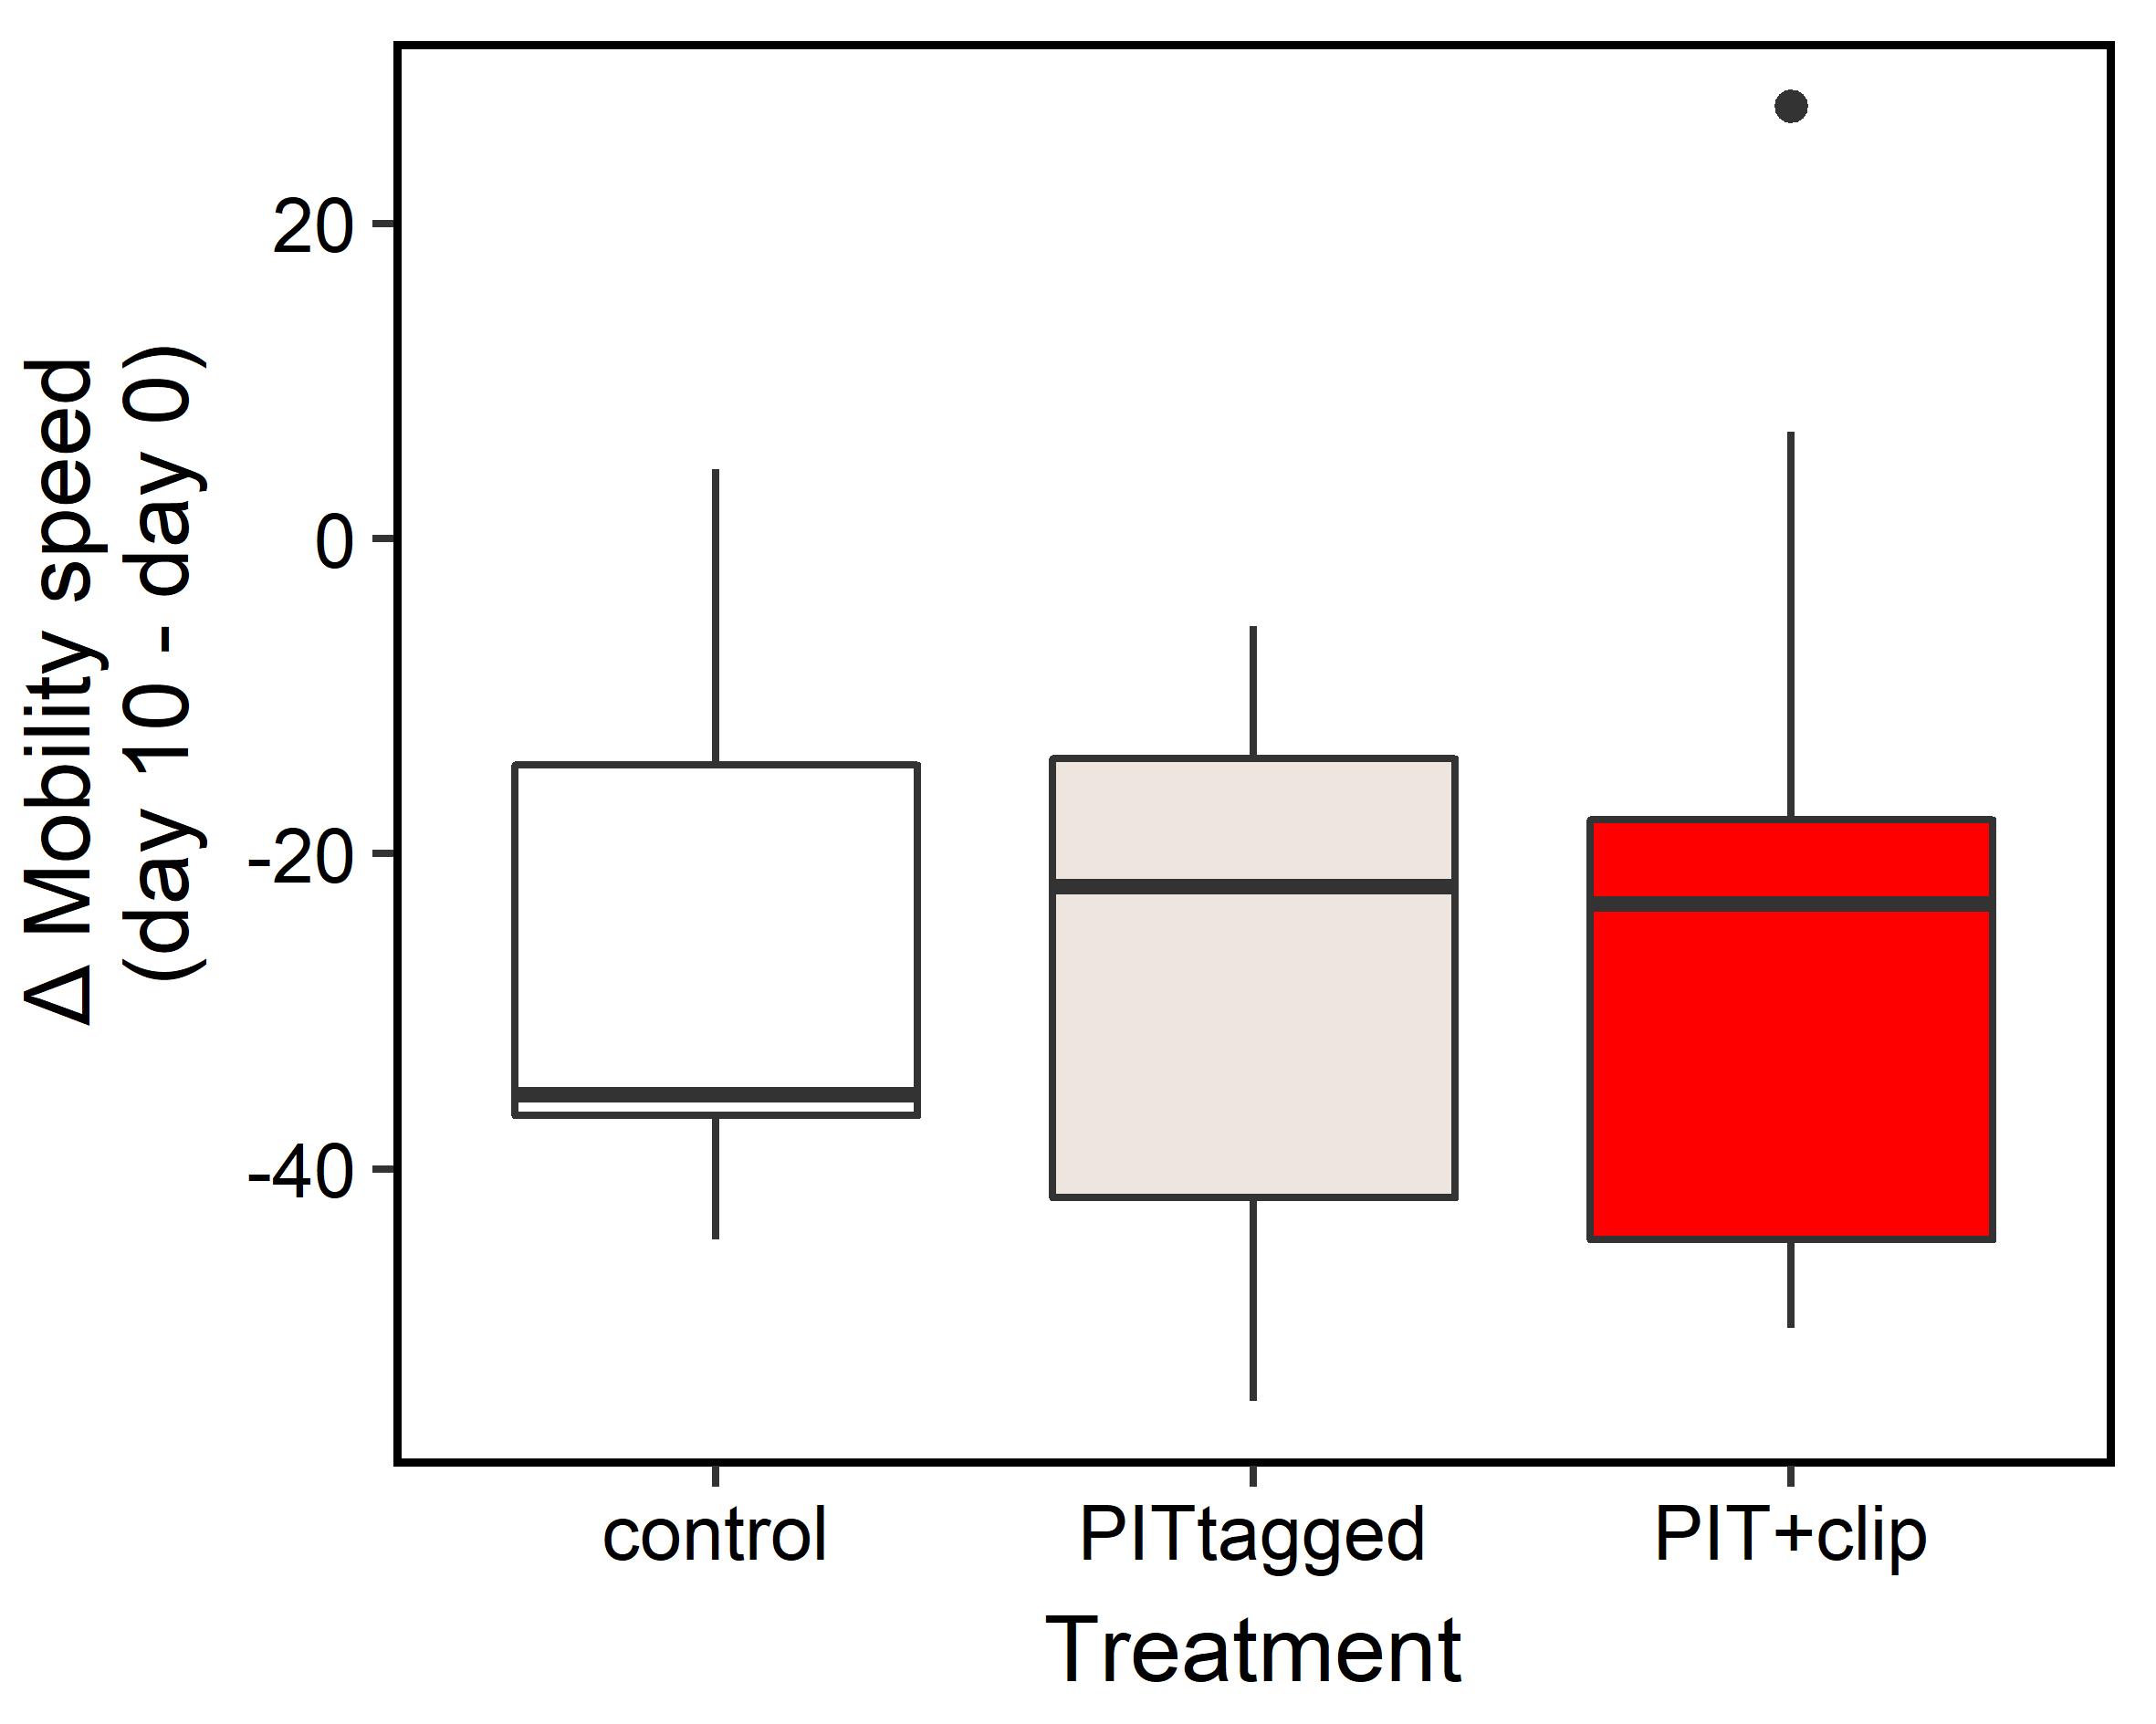 Δ Mobility speed
(day 10 - day 0)
20
0
-20
-40
control PITtagged PIT+clip
Treatment